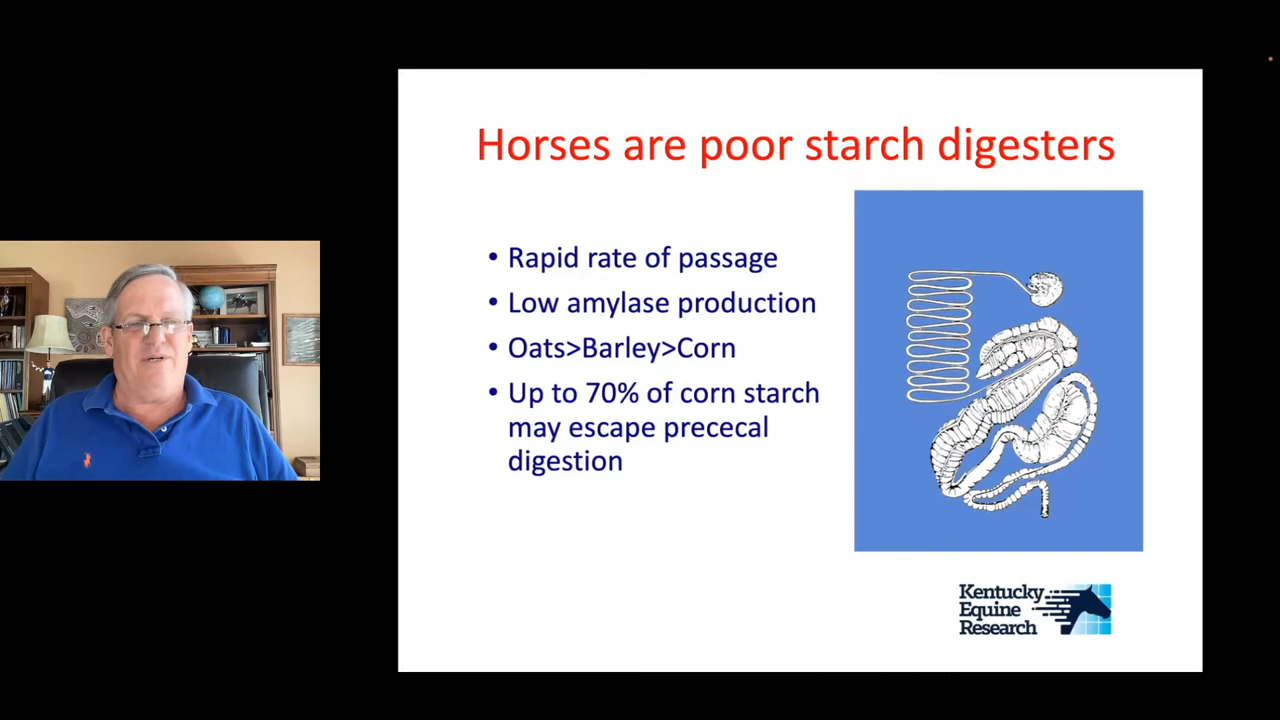 Horses are poor starch digesters
• Rapid rate of passage
• Low amylase production
• Oats>Barley>Corn
• Up to 70% of corn starch
may escape prececal
digestion
Kentucky
Equine
Research